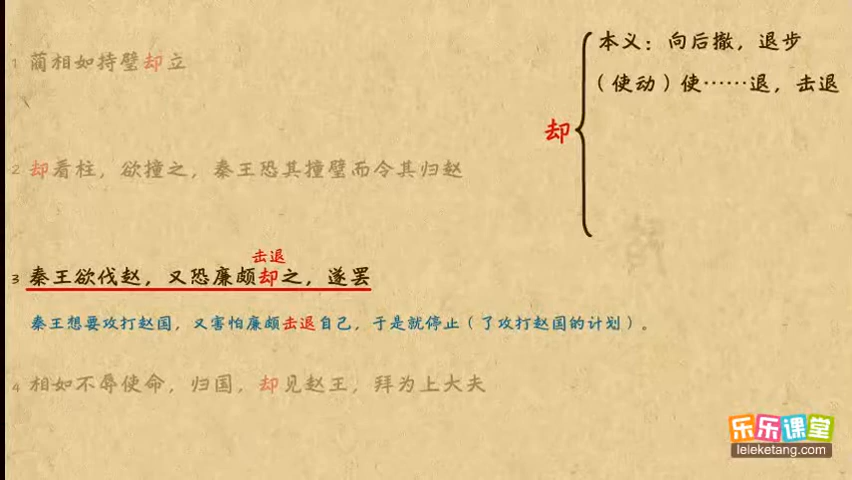 1 蔺相如持璧却立
2 却看柱，欲撞之，秦王恐其撞璧而令其归赵
击退
3 秦王欲伐赵，又恐廉颇却之，遂罢
秦王想要攻打赵国，又害怕廉颇击退自己，于是就停止（了攻打赵国的计划）。
4 相如不辱使命，归国，却见赵王，拜为上大夫
却
本义：向后撤，退步
（使动）使……退，击退
乐乐课堂
leleketang.com